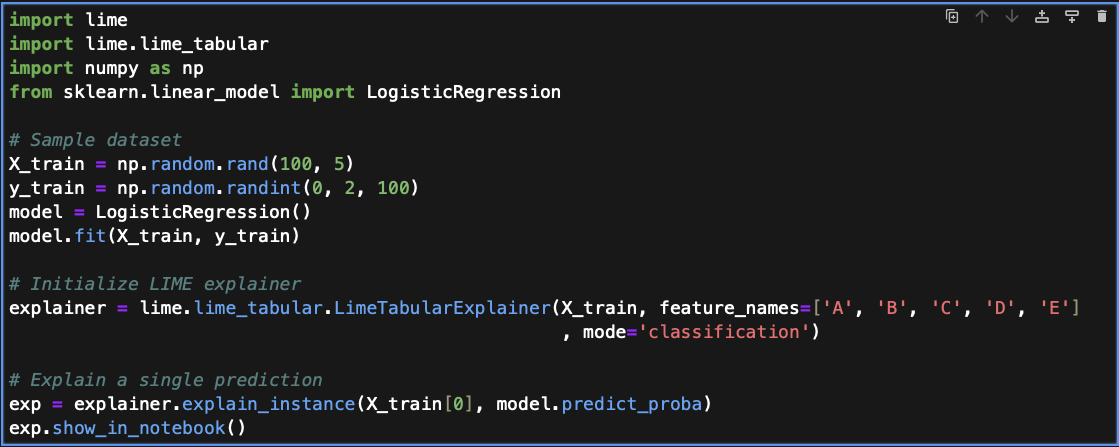 import lime
import lime.lime_tabular
import numpy as np
from sklearn.linear_model import LogisticRegression

# Sample dataset
X_train = np.random.rand(100, 5)
y_train = np.random.randint(0, 2, 100)
model = LogisticRegression()
model.fit(X_train, y_train)

# Initialize LIME explainer
explainer = lime.lime_tabular.LimeTabularExplainer(X_train, feature_names=['A', 'B', 'C', 'D', 'E']
                                                   , mode='classification')

# Explain a single prediction
exp = explainer.explain_instance(X_train[0], model.predict_proba)
exp.show_in_notebook()